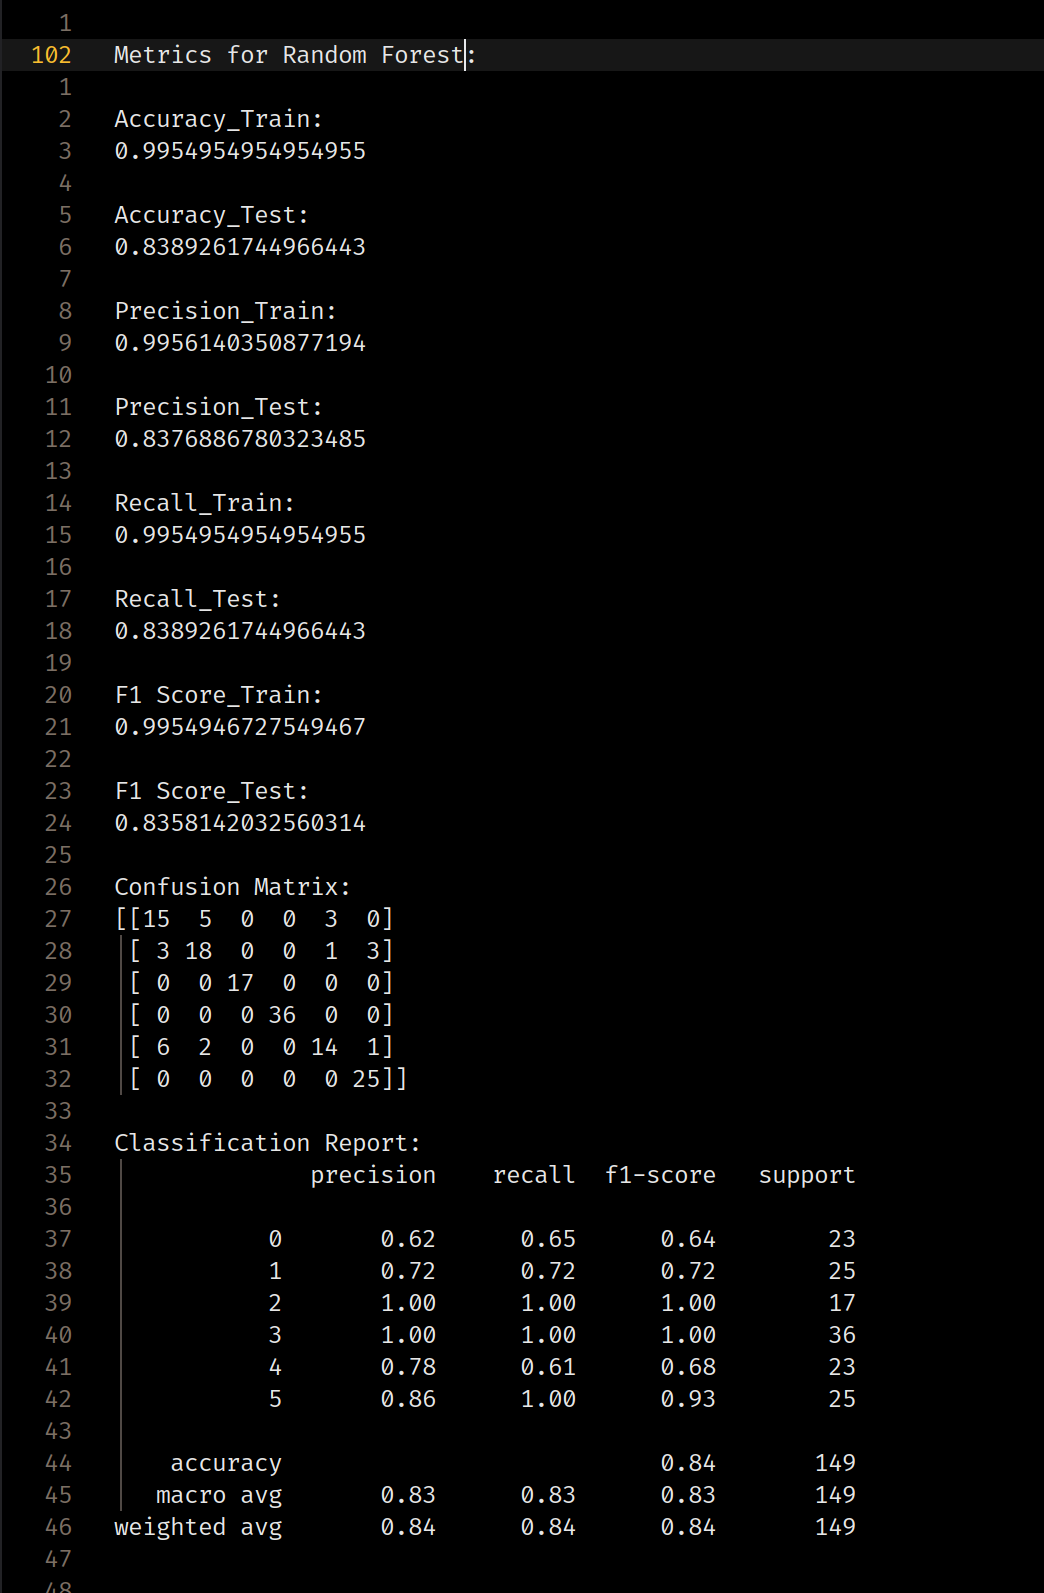 1
102 Metrics for Random Forest:
1
2 Accuracy_Train:
3 0.9954954954954955
4
5 Accuracy_Test:
6 0.8389261744966443
7
8 Precision_Train:
9 0.9956140350877194
10
11 Precision_Test:
12 0.8376886780323485
13
14 Recall_Train:
15 0.9954954954954955
16
17 Recall_Test:
18 0.8389261744966443
19
20 F1 Score_Train:
21 0.9954946727549467
22
23 F1 Score_Test:
24 0.8358142032560314
25
26 Confusion Matrix:
27 [[15  5  0  0  3  0]
28  [ 3 18  0  0  1  3]
29  [ 0  0 17  0  0  0]
30  [ 0  0  0 36  0  0]
31  [ 6  2  0  0 14  1]
32  [ 0  0  0  0  0 25]]
33
34 Classification Report:
35               precision    recall  f1-score   support
36
37            0       0.62      0.65      0.64        23
38            1       0.72      0.72      0.72        25
39            2       1.00      1.00      1.00        17
40            3       1.00      1.00      1.00        36
41            4       0.78      0.61      0.68        23
42            5       0.86      1.00      0.93        25
43
44     accuracy                           0.84       149
45    macro avg       0.83      0.83      0.83       149
46 weighted avg       0.84      0.84      0.84       149
47
48